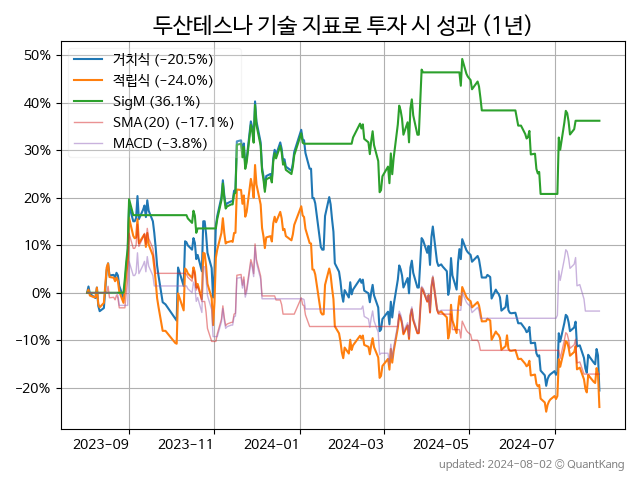 두산테스나 기술 지표로 투자 시 성과 (1년)
50%
40%
30%
20%
10%
0%
−10%
−20%
거치식 (−20.5%)
적립식 (−24.0%)
SigM (36.1%)
SMA(20) (−17.1%)
MACD (−3.8%)
2023-09
2023-11
2024-01
2024-03
2024-05
2024-07
updated: 2024-08-02 © QuantKang